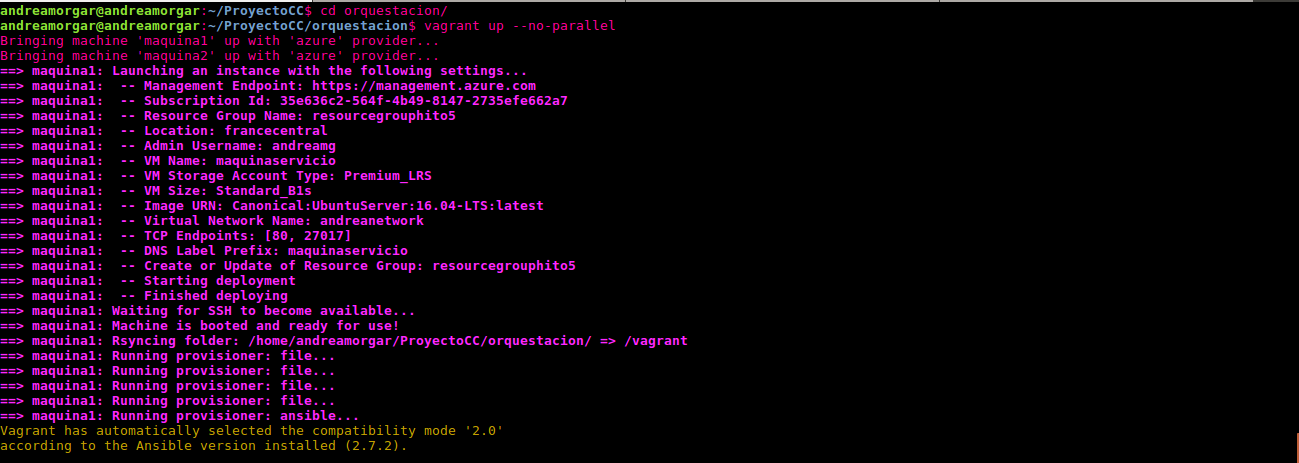 andreamorgar@andreamorgar:~/ProyectoCC$ cd orquestacion/
andreamorgar@andreamorgar:~/ProyectoCC/orquestacion$ vagrant up --no-parallel
Bringing machine 'maquina1' up with 'azure' provider...
Bringing machine 'maquina2' up with 'azure' provider...
==> maquina1: Launching an instance with the following settings...
==> maquina1:  -- Management Endpoint: https://management.azure.com
==> maquina1:  -- Subscription Id: 35e636c2-564f-4b49-8147-2735efe662a7
==> maquina1:  -- Resource Group Name: resourcegrouphito5
==> maquina1:  -- Location: francecentral
==> maquina1:  -- Admin Username: andreamg
==> maquina1:  -- VM Name: maquinaservicio
==> maquina1:  -- VM Storage Account Type: Premium_LRS
==> maquina1:  -- VM Size: Standard_B1s
==> maquina1:  -- Image URN: Canonical:UbuntuServer:16.04-LTS:latest
==> maquina1:  -- Virtual Network Name: andreanetwork
==> maquina1:  -- TCP Endpoints: [80, 27017]
==> maquina1:  -- DNS Label Prefix: maquinaservicio
==> maquina1:  -- Create or Update of Resource Group: resourcegrouphito5
==> maquina1:  -- Starting deployment
==> maquina1:  -- Finished deploying
==> maquina1: Waiting for SSH to become available...
==> maquina1: Machine is booted and ready for use!
==> maquina1: Rsyncing folder: /home/andreamorgar/ProyectoCC/orquestacion/ => /vagrant
==> maquina1: Running provisioner: file...
==> maquina1: Running provisioner: file...
==> maquina1: Running provisioner: file...
==> maquina1: Running provisioner: file...
==> maquina1: Running provisioner: ansible...
Vagrant has automatically selected the compatibility mode '2.0'
according to the Ansible version installed (2.7.2).